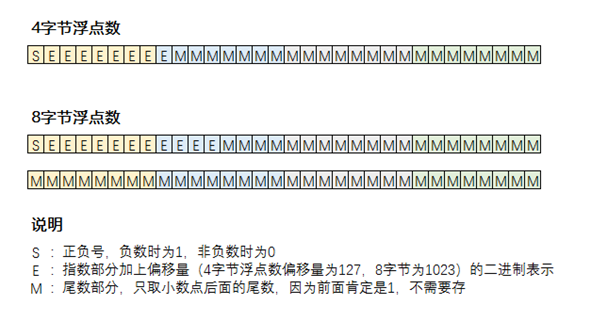 4字节浮点数
SEEEEEEEEMMMMMMMMMMMMMMMMMMMMMMM
8字节浮点数
SEEEEEEEEEEEMMMMMMMMMMMMMMMMMMMM
MMMMMMMMMMMMMMMMMMMMMMMMMMMMMMMM
说明
S ：正负号，负数时为1，非负数时为0
E ：指数部分加上偏移量（4字节浮点数偏移量为127，8字节为1023）的二进制表示
M ：尾数部分，只取小数点后面的尾数，因为前面肯定是1，不需要存